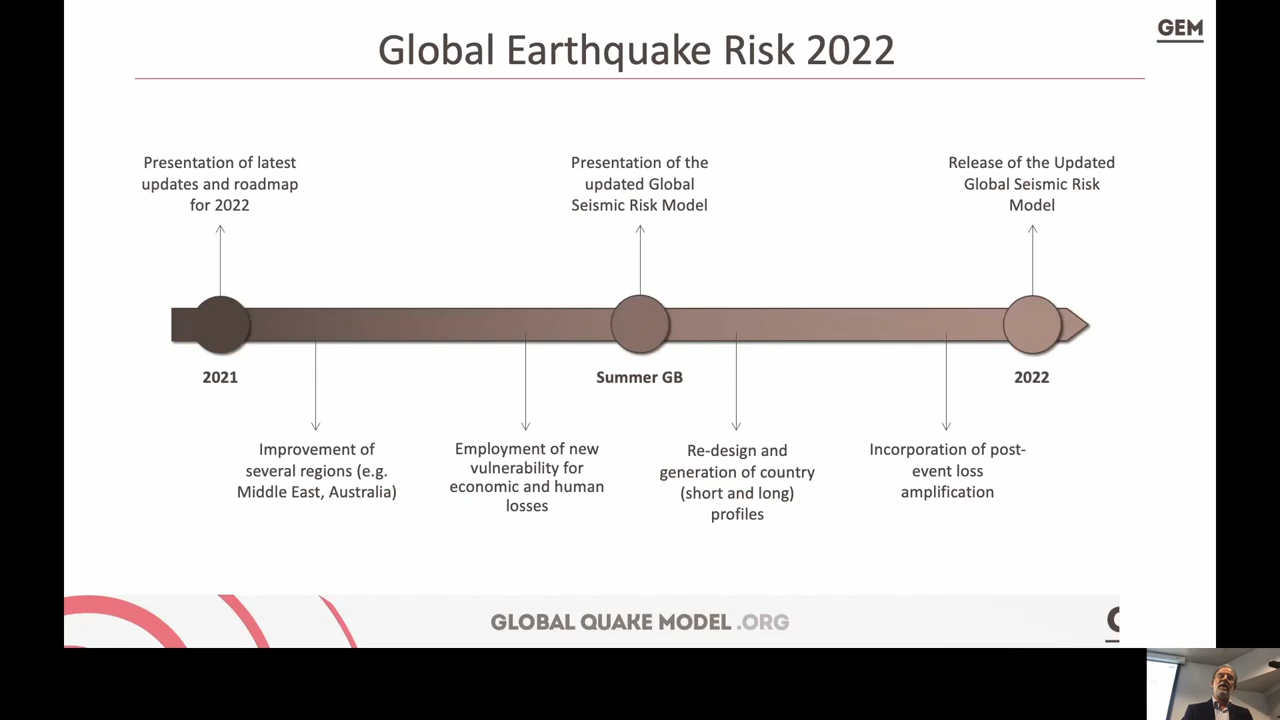 GEM
Global Earthquake Risk 2022
Presentation of latest
updates and roadmap
for 2022
Presentation of the
updated Global
Seismic Risk Model
Release of the Updated
Global Seismic Risk
Model
2021
Summer GB
2022
Improvement of
several regions (e.g.
Middle East, Australia)
Employment of new
vulnerability for
economic and human
losses
Re-design and
generation of country
(short and long)
profiles
Incorporation of post-
event loss
amplification
GLOBAL QUAKE MODEL .ORG